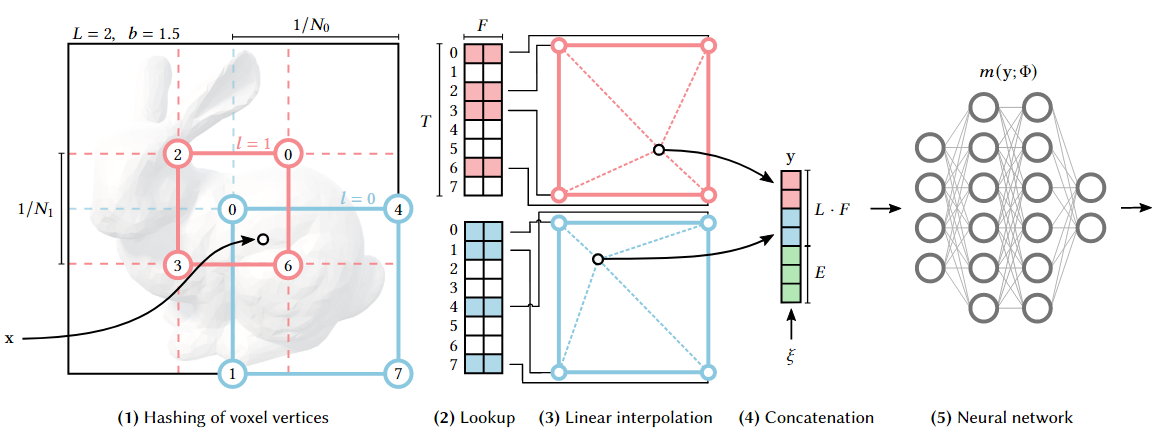 L = 2, b = 1.5
1/N₀
l = 1
2
0
1/N₁
l = 0
0
4
3
6
x
1
7
F
T
0
1
2
3
4
5
6
7
0
1
2
3
4
5
6
7
y
L · F
E
ξ
m(y; Φ)
(1) Hashing of voxel vertices
(2) Lookup
(3) Linear interpolation
(4) Concatenation
(5) Neural network